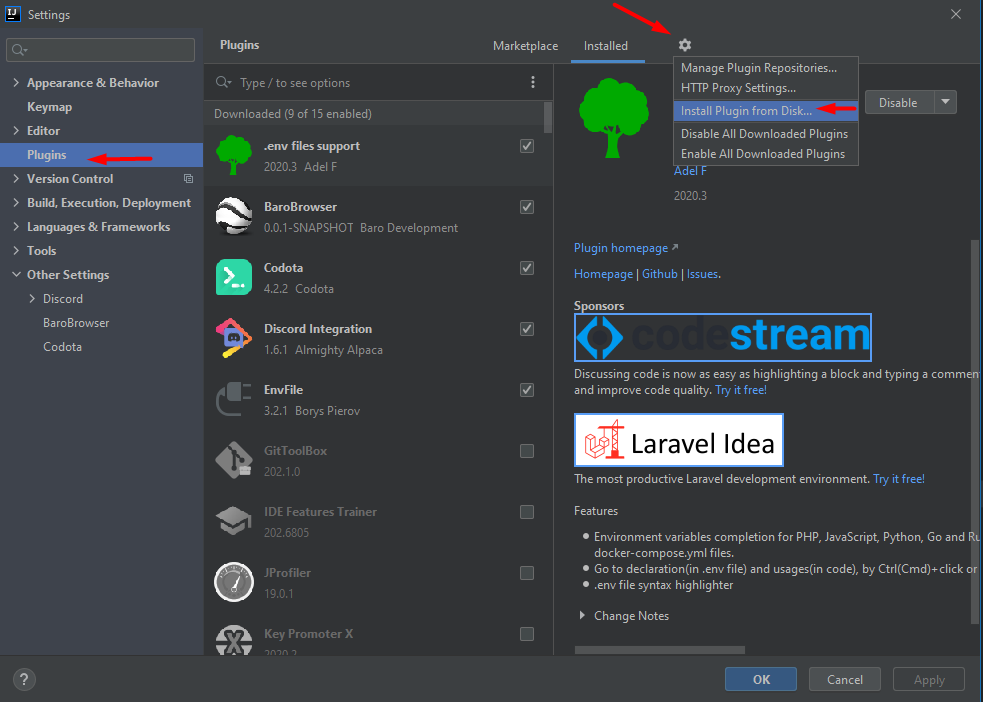 Settings
Plugins
Marketplace
Installed
Appearance & Behavior
Keymap
Editor
Plugins
Version Control
Build, Execution, Deployment
Languages & Frameworks
Tools
Other Settings
Discord
BaroBrowser
Codota
Type / to see options
Downloaded (9 of 15 enabled)
.env files support
2020.3 Adel F
BaroBrowser
0.0.1-SNAPSHOT Baro Development
Codota
4.2.2 Codota
Discord Integration
1.6.1 Almighty Alpaca
EnvFile
3.2.1 Borys Pierov
GitToolBox
202.1.0
IDE Features Trainer
202.6805
JProfiler
19.0.1
Key Promoter X
2020.2
Manage Plugin Repositories...
HTTP Proxy Settings...
Install Plugin from Disk...
Disable All Downloaded Plugins
Enable All Downloaded Plugins
Disable
Adel F
2020.3
Plugin homepage
Homepage | Github | Issues.
Sponsors
codestream
Discussing code is now as easy as highlighting a block and typing a commen
and improve code quality. Try it free!
Laravel Idea
The most productive Laravel development environment. Try it free!
Features
Environment variables completion for PHP, JavaScript, Python, Go and Ru
docker-compose.yml files.
Go to declaration(in .env file) and usages(in code), by Ctrl(Cmd)+click or
.env file syntax highlighter
Change Notes
?
OK
Cancel
Apply